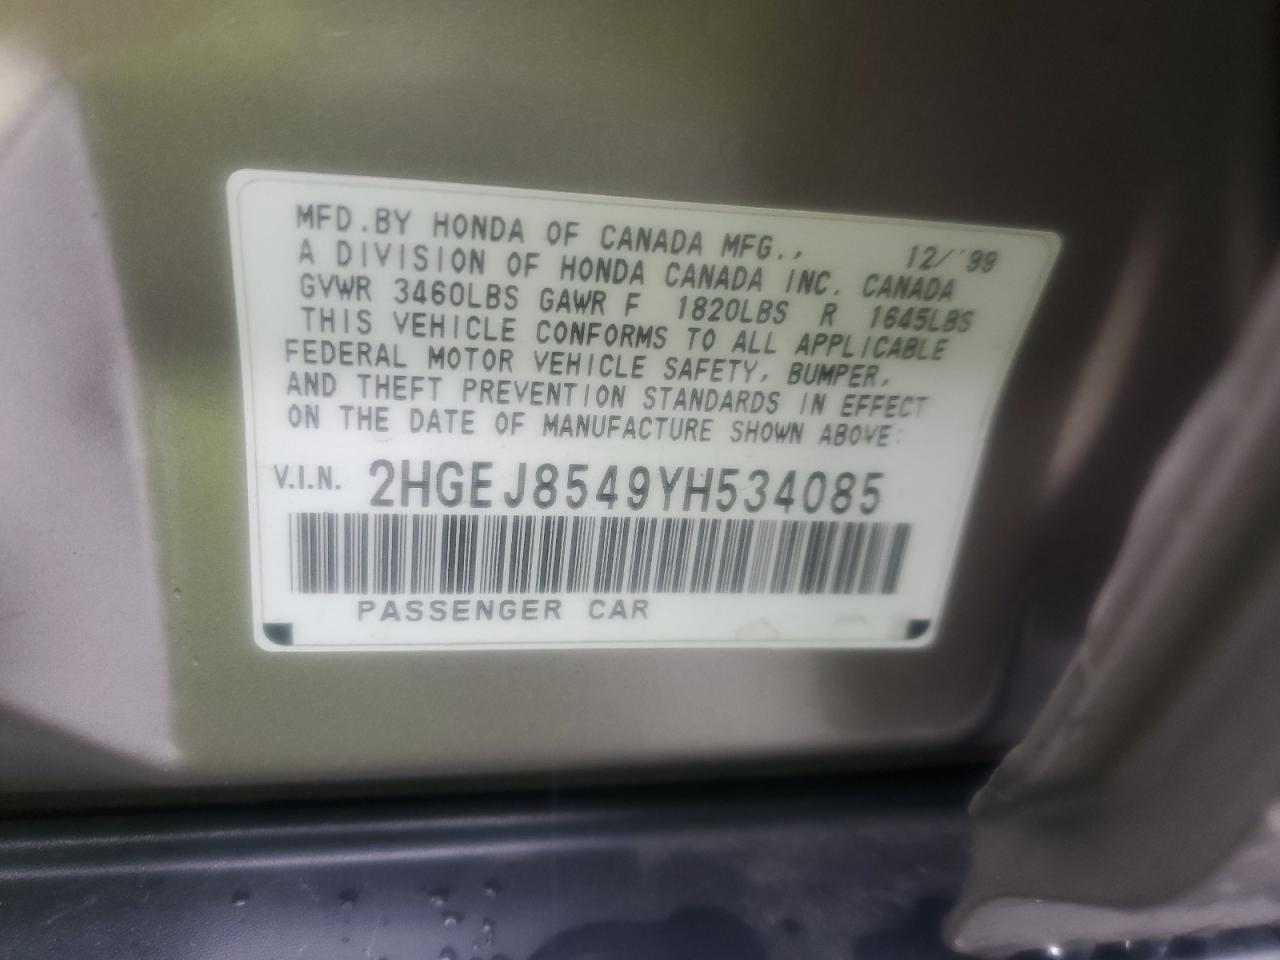 MFD.BY HONDA OF CANADA MFG., 12/'99
A DIVISION OF HONDA CANADA INC. CANADA
GVWR 3460LBS GAWR F 1820LBS R 1645LBS
THIS VEHICLE CONFORMS TO ALL APPLICABLE
FEDERAL MOTOR VEHICLE SAFETY, BUMPER,
AND THEFT PREVENTION STANDARDS IN EFFECT
ON THE DATE OF MANUFACTURE SHOWN ABOVE:
V.I.N. 2HGEJ8549YH534085
PASSENGER CAR